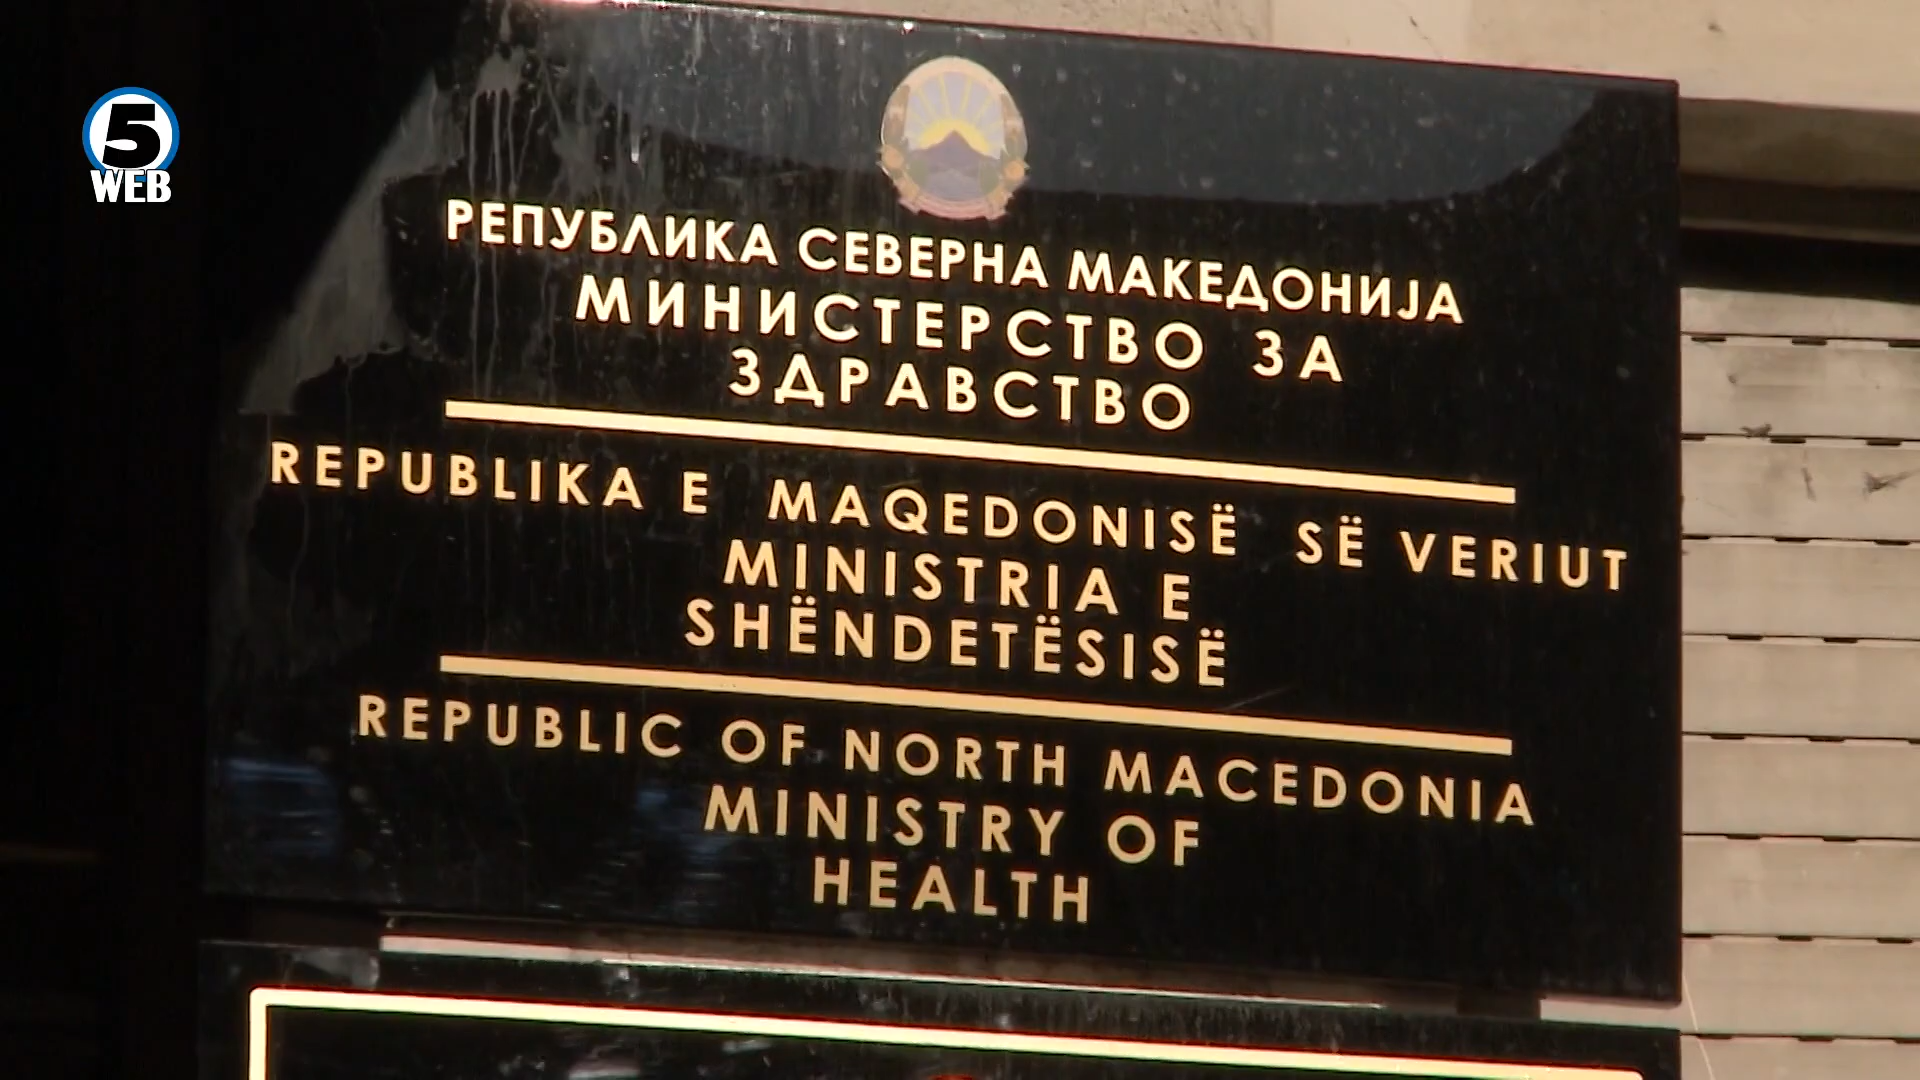 5
WEB
РЕПУБЛИКА СЕВЕРНА МАКЕДОНИЈА
МИНИСТЕРСТВО ЗА
ЗДРАВСТВО
REPUBLIKA E MAQEDONISË SË VERIUT
MINISTRIA E
SHËNDETËSISË
REPUBLIC OF NORTH MACEDONIA
MINISTRY OF
HEALTH